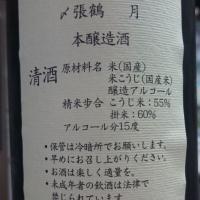 〆張鶴 月
本醸造酒
清酒
原材料名 米(国産)
米こうじ(国産米)
醸造アルコール
精米歩合 こうじ米:55%
掛米:60%
アルコール分15度
・保管は冷暗所でお願いします。
・早めにお召し上がりください。
・お酒は楽しく適量を。
・未成年者の飲酒は法律で
禁じられています。